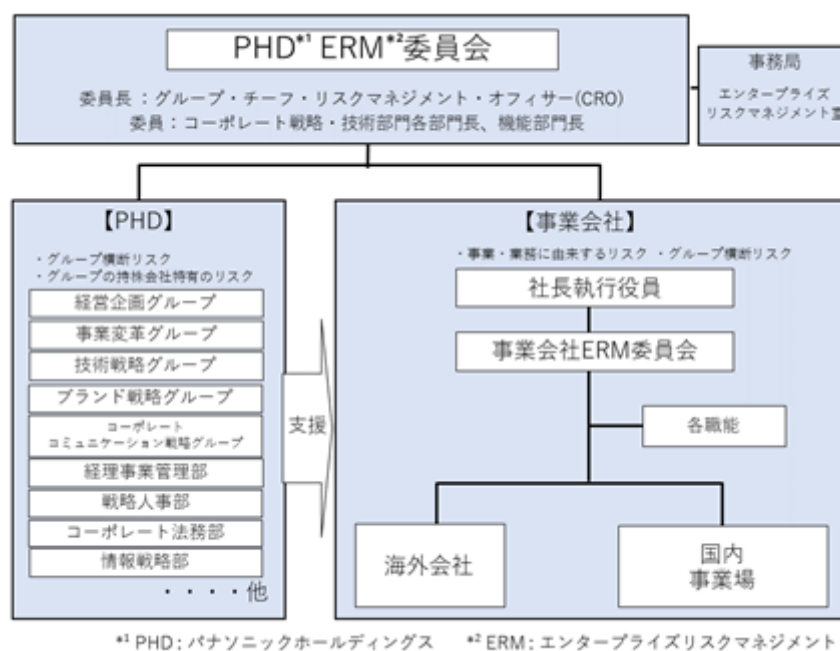 PHD*1 ERM*2委員会
委員長：グループ・チーフ・リスクマネジメント・オフィサー(CRO)
委員：コーポレート戦略・技術部門各部門長、機能部門長
事務局
エンタープライズ
リスクマネジメント室
【PHD】
・グループ横断リスク
・グループの持株会社特有のリスク
経営企画グループ
事業変革グループ
技術戦略グループ
ブランド戦略グループ
コーポレート
コミュニケーション戦略グループ
経理事業管理部
戦略人事部
コーポレート法務部
情報戦略部
・・・・他
支援
【事業会社】
・事業・業務に由来するリスク ・グループ横断リスク
社長執行役員
事業会社ERM委員会
各職能
海外会社
国内
事業場
*1 PHD：パナソニックホールディングス *2 ERM：エンタープライズリスクマネジメント